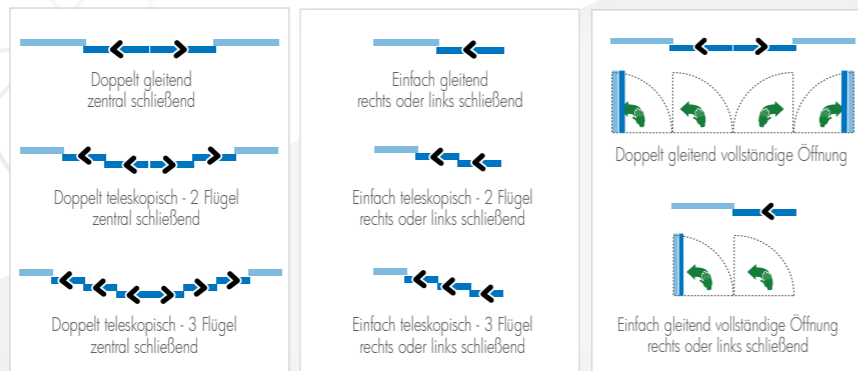 Doppelt gleitend
zentral schließend
Doppelt teleskopisch - 2 Flügel
zentral schließend
Doppelt teleskopisch - 3 Flügel
zentral schließend
Einfach gleitend
rechts oder links schließend
Einfach teleskopisch - 2 Flügel
rechts oder links schließend
Einfach teleskopisch - 3 Flügel
rechts oder links schließend
Doppelt gleitend vollständige Öffnung
Einfach gleitend vollständige Öffnung
rechts oder links schließend